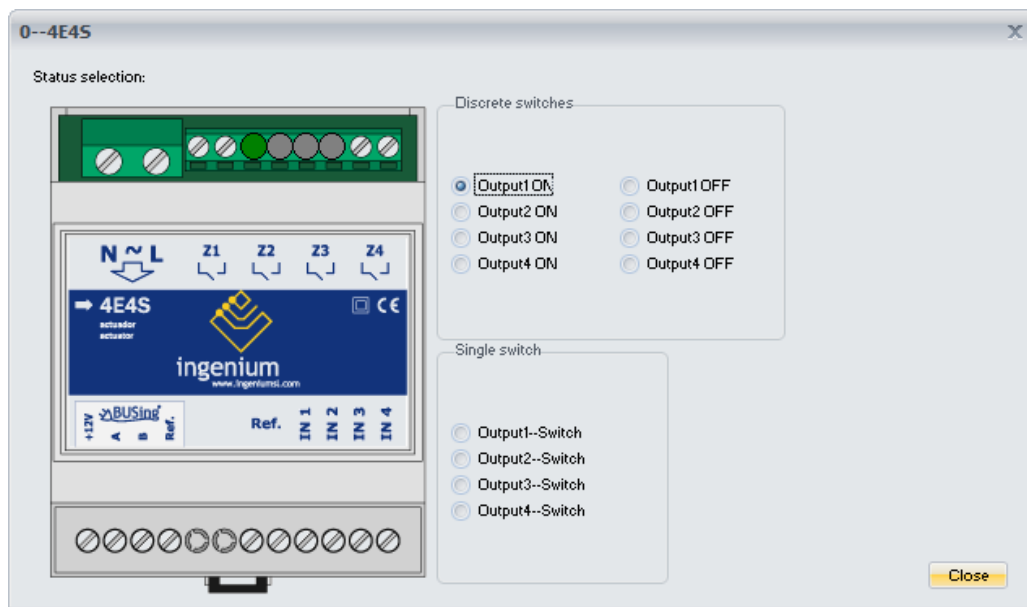 0--4E4S
X
Status selection:
Discrete switches
Output1 ON
Output1 OFF
Output2 ON
Output2 OFF
Output3 ON
Output3 OFF
Output4 ON
Output4 OFF
N ~ L
Z1 Z2 Z3 Z4
4E4S
actuador
actuator
CE
ingenium
www.ingeniumsl.com
+12V A B Ref.
BUSing
Ref. IN 1 IN 2 IN 3 IN 4
Single switch
Output1--Switch
Output2--Switch
Output3--Switch
Output4--Switch
Close